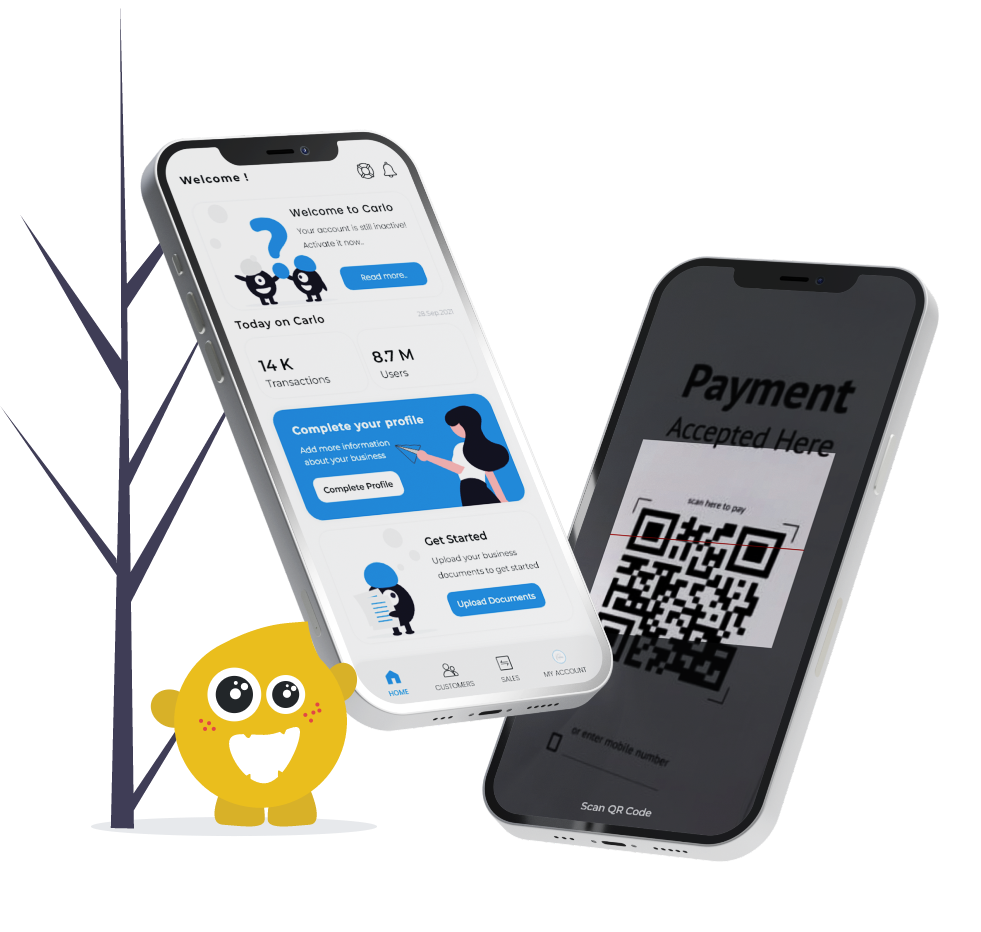 Welcome !
Welcome to Carlo
Your account is still inactive!
Activate it now..
Read more..
Today on Carlo
28 Sep 2021
14 K
Transactions
8.7 M
Users
Complete your profile
Add more information
about your business
Complete Profile
Get Started
Upload your business
documents to get started
Upload Documents
HOME
CUSTOMERS
SALES
MY ACCOUNT
Payment
Accepted Here
scan here to pay
or enter mobile number
Scan QR Code